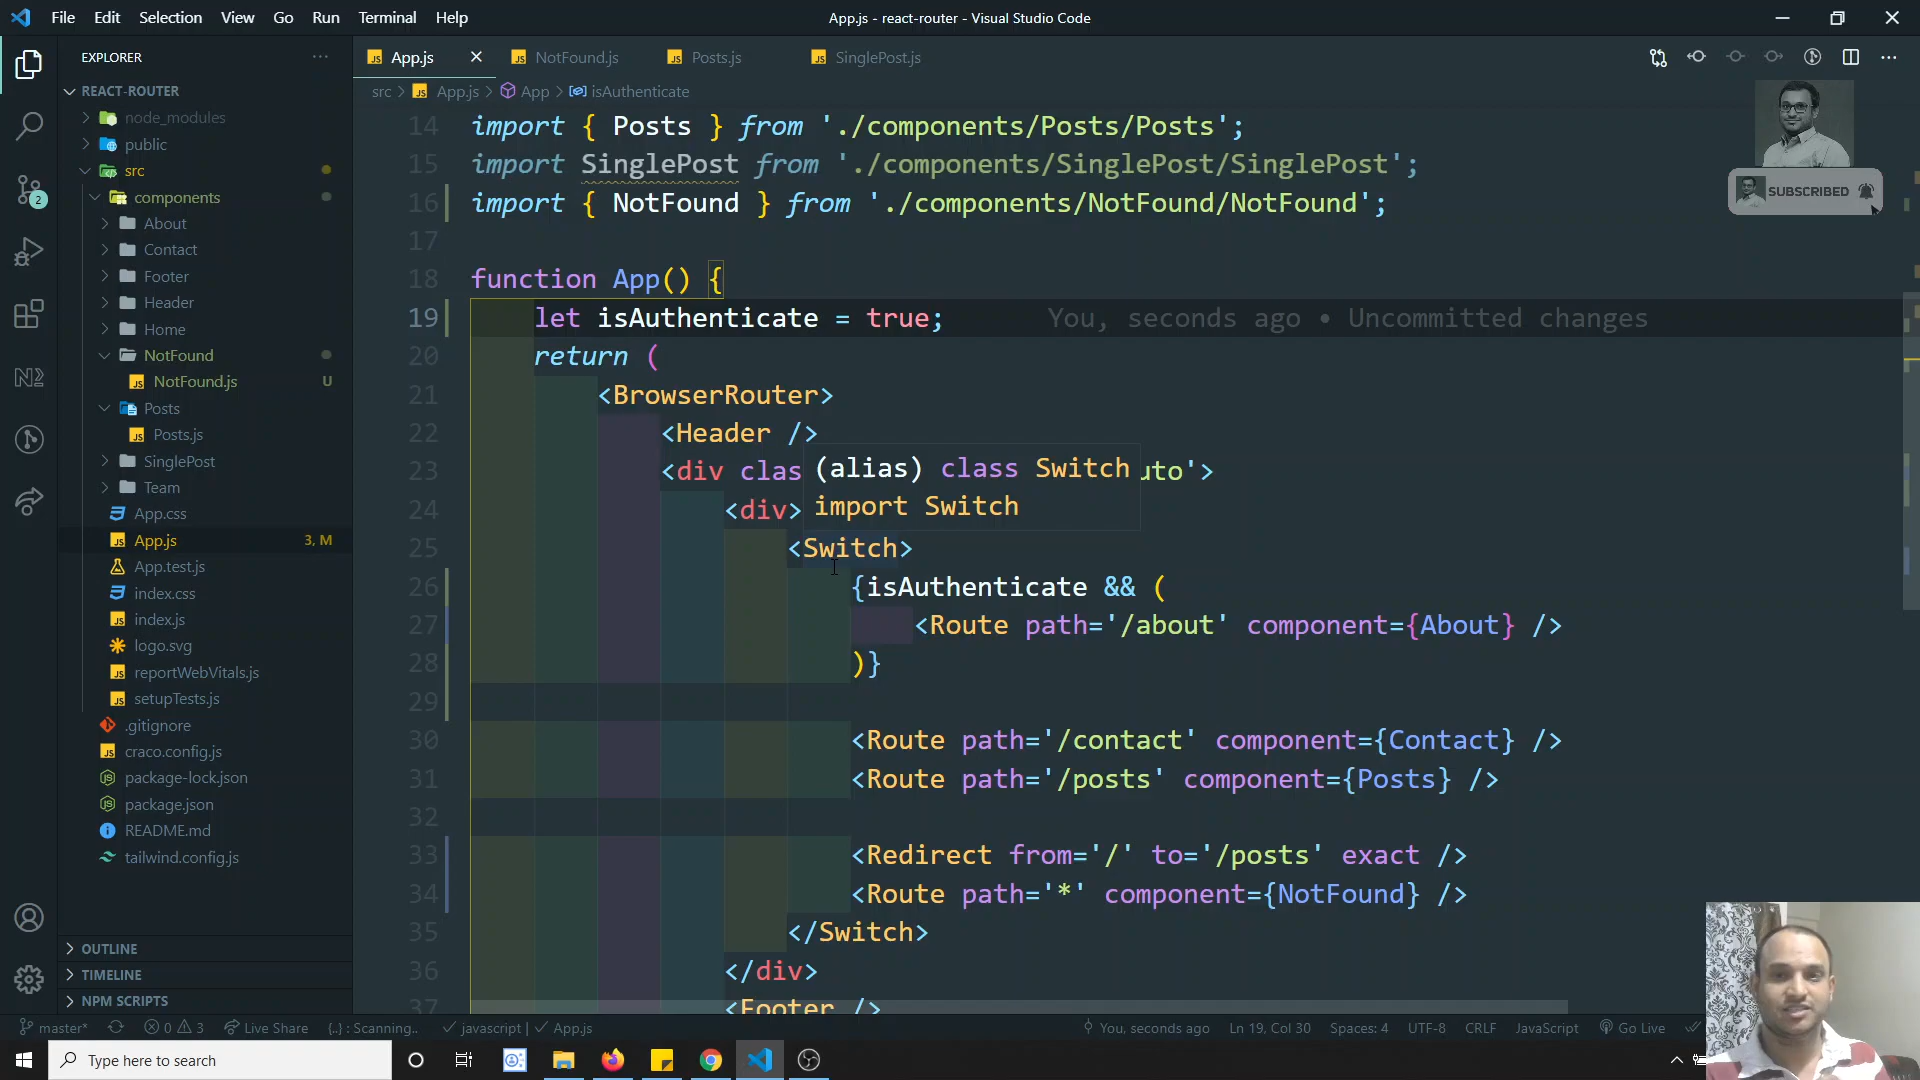 File Edit Selection View Go Run Terminal Help
App.js - react-router - Visual Studio Code
EXPLORER
REACT-ROUTER
node_modules
public
src
components
About
Contact
Footer
Header
Home
NotFound
NotFound.js U
Posts
Posts.js
SinglePost
Team
App.css
App.js 3, M
App.test.js
index.css
index.js
logo.svg
reportWebVitals.js
setupTests.js
.gitignore
craco.config.js
package-lock.json
package.json
README.md
tailwind.config.js
OUTLINE
TIMELINE
NPM SCRIPTS
2
App.js NotFound.js Posts.js SinglePost.js
src > App.js > App > isAuthenticate
14 import { Posts } from './components/Posts/Posts';
15 import SinglePost from './components/SinglePost/SinglePost';
16 import { NotFound } from './components/NotFound/NotFound';
17
18 function App() {
19 let isAuthenticate = true; You, seconds ago • Uncommitted changes
20 return (
21 <BrowserRouter>
22 <Header />
23 <div clas uto'>
(alias) class Switch
import Switch
24 <div>
25 <Switch>
26 {isAuthenticate && (
27 <Route path='/about' component={About} />
28 )}
29
30 <Route path='/contact' component={Contact} />
31 <Route path='/posts' component={Posts} />
32
33 <Redirect from='/' to='/posts' exact />
34 <Route path='*' component={NotFound} />
35 </Switch>
36 </div>
37 <Footer />
SUBSCRIBED
master* 0 3 Live Share {..} : Scanning.. javascript | App.js You, seconds ago Ln 19, Col 30 Spaces: 4 UTF-8 CRLF JavaScript Go Live
Type here to search